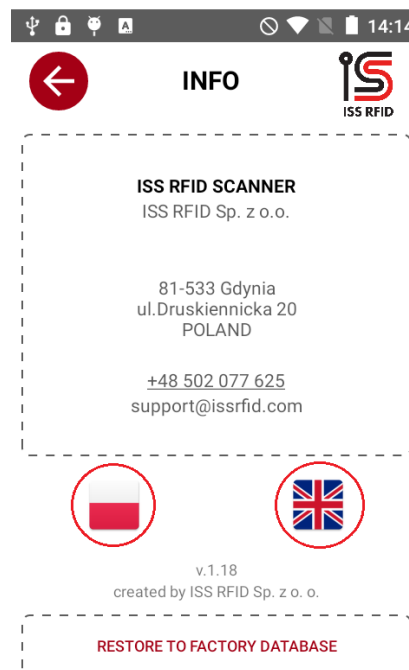 14:14
INFO
ISS RFID
ISS RFID SCANNER
ISS RFID Sp. z o.o.
81-533 Gdynia
ul.Druskiennicka 20
POLAND
+48 502 077 625
support@issrfid.com
v.1.18
created by ISS RFID Sp. z o. o.
RESTORE TO FACTORY DATABASE